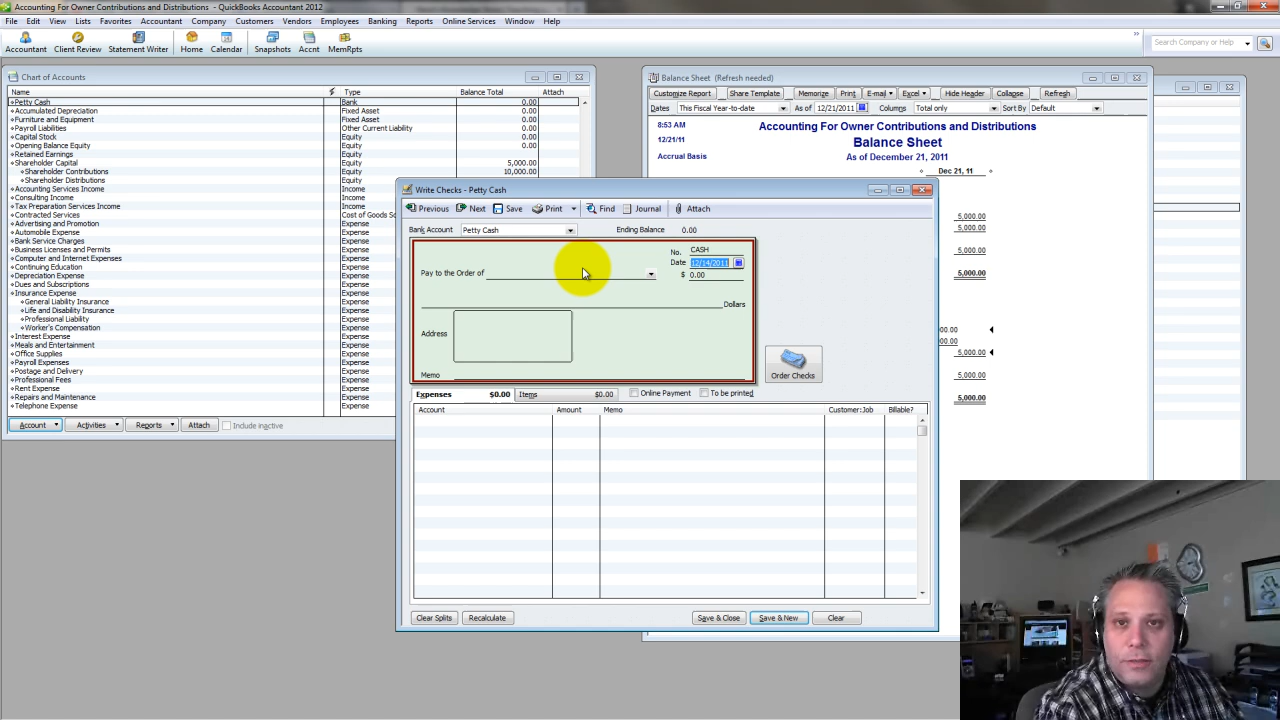 Accounting For Owner Contributions and Distributions - QuickBooks Accountant 2012
File Edit View Lists Favorites Accountant Company Customers Vendors Employees Banking Reports Online Services Window Help
Accountant Client Review Statement Writer Home Calendar Snapshots Accnt MemRpts
Search Company or Help
Chart of Accounts
Name Type Balance Total Attach
Petty Cash Bank 0.00
Accumulated Depreciation Fixed Asset 0.00
Furniture and Equipment Fixed Asset 0.00
Payroll Liabilities Other Current Liability 0.00
Capital Stock Equity 0.00
Opening Balance Equity Equity 0.00
Retained Earnings Equity
Shareholder Capital Equity 5,000.00
Shareholder Contributions Equity 10,000.00
Shareholder Distributions Equity
Accounting Services Income Income
Consulting Income Income
Tax Preparation Services Income Income
Contracted Services Cost of Goods S
Advertising and Promotion Expense
Automobile Expense Expense
Bank Service Charges Expense
Business Licenses and Permits Expense
Computer and Internet Expenses Expense
Continuing Education Expense
Depreciation Expense Expense
Dues and Subscriptions Expense
Insurance Expense Expense
General Liability Insurance Expense
Life and Disability Insurance Expense
Professional Liability Expense
Worker's Compensation Expense
Interest Expense Expense
Meals and Entertainment Expense
Office Supplies Expense
Payroll Expenses Expense
Postage and Delivery Expense
Professional Fees Expense
Rent Expense Expense
Repairs and Maintenance Expense
Telephone Expense Expense
Account Activities Reports Attach Include inactive
Balance Sheet (Refresh needed)
Customize Report Share Template Memorize Print E-mail Excel Hide Header Collapse Refresh
Dates This Fiscal Year-to-date As of 12/21/2011 Columns Total only Sort By Default
8:53 AM
12/21/11
Accrual Basis
Accounting For Owner Contributions and Distributions
Balance Sheet
As of December 21, 2011
Dec 21, 11
5,000.00
5,000.00
5,000.00
5,000.00
00.00
00.00
5,000.00
5,000.00
5,000.00
Write Checks - Petty Cash
Previous Next Save Print Find Journal Attach
Bank Account Petty Cash Ending Balance 0.00
No. CASH
Date 12/14/2011
Pay to the Order of $ 0.00
Dollars
Address
Memo
Order Checks
Expenses $0.00 Items $0.00 Online Payment To be printed
Account Amount Memo Customer:Job Billable?
Clear Splits Recalculate Save & Close Save & New Clear